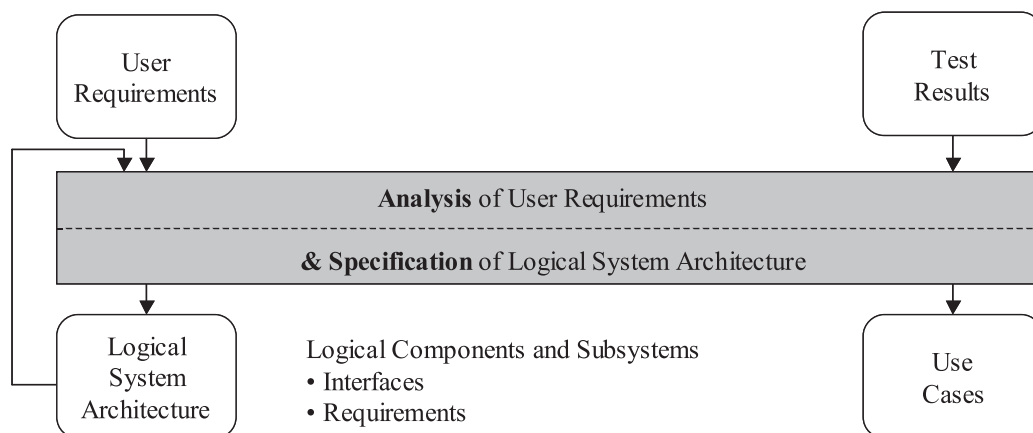 User
Requirements
Test
Results
Analysis of User Requirements
& Specification of Logical System Architecture
Logical
System
Architecture
Logical Components and Subsystems
• Interfaces
• Requirements
Use
Cases